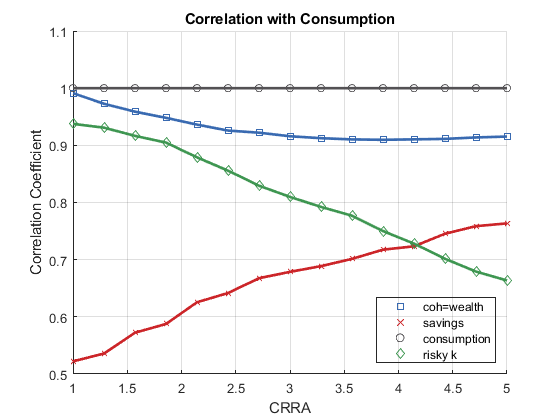 Correlation with Consumption
1.1
1
0.9
0.8
0.7
0.6
0.5
Correlation Coefficient
coh=wealth
savings
consumption
risky k
1 1.5 2 2.5 3 3.5 4 4.5 5
CRRA